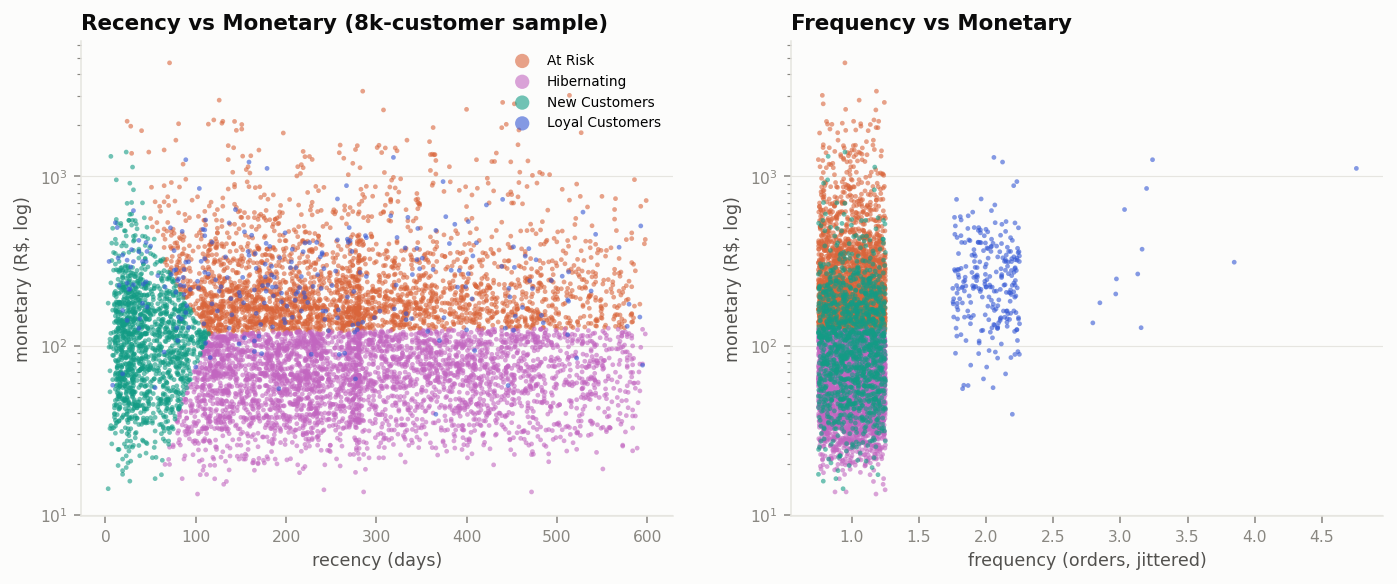 Recency vs Monetary (8k-customer sample)
At Risk
Hibernating
New Customers
Loyal Customers
monetary (R$, log)
10³
10²
10¹
0 100 200 300 400 500 600
recency (days)
Frequency vs Monetary
monetary (R$, log)
10³
10²
10¹
1.0 1.5 2.0 2.5 3.0 3.5 4.0 4.5
frequency (orders, jittered)